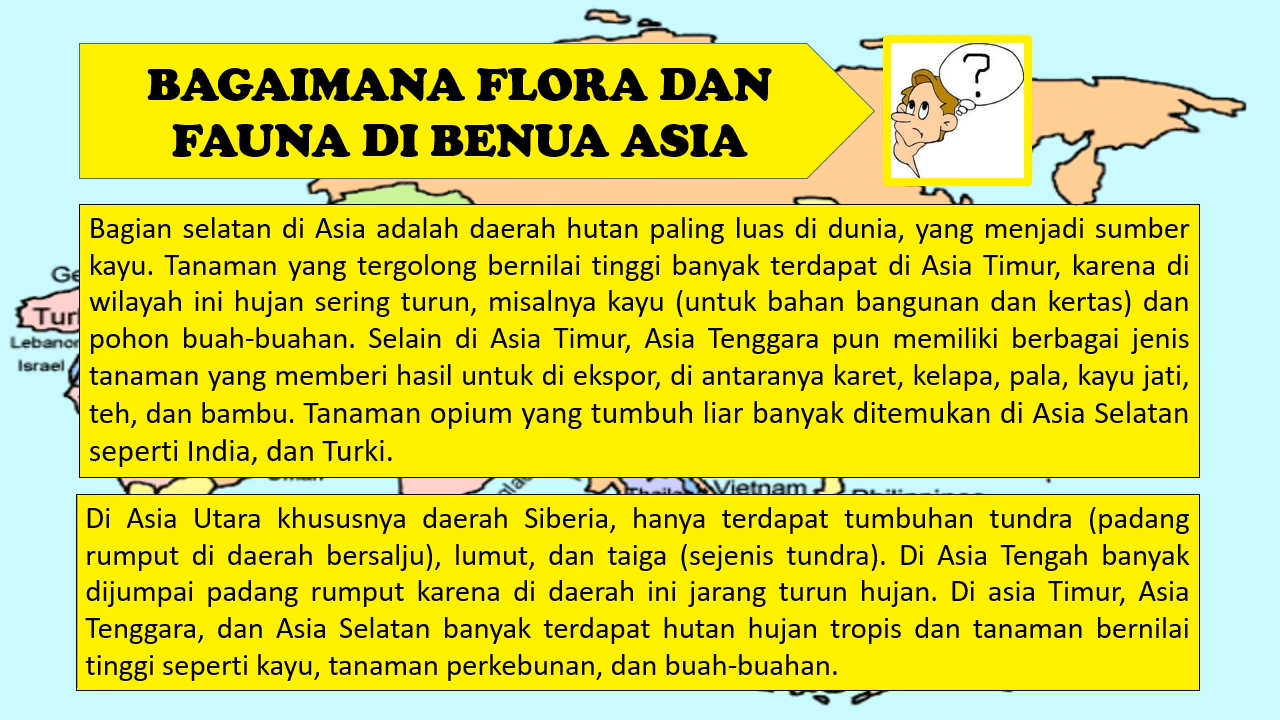 BAGAIMANA FLORA DAN
FAUNA DI BENUA ASIA
?
Bagian selatan di Asia adalah daerah hutan paling luas di dunia, yang menjadi sumber
kayu. Tanaman yang tergolong bernilai tinggi banyak terdapat di Asia Timur, karena di
wilayah ini hujan sering turun, misalnya kayu (untuk bahan bangunan dan kertas) dan
pohon buah-buahan. Selain di Asia Timur, Asia Tenggara pun memiliki berbagai jenis
tanaman yang memberi hasil untuk di ekspor, di antaranya karet, kelapa, pala, kayu jati,
teh, dan bambu. Tanaman opium yang tumbuh liar banyak ditemukan di Asia Selatan
seperti India, dan Turki.
Lebanon
Israel
Vietnam
Di Asia Utara khususnya daerah Siberia, hanya terdapat tumbuhan tundra (padang
rumput di daerah bersalju), lumut, dan taiga (sejenis tundra). Di Asia Tengah banyak
dijumpai padang rumput karena di daerah ini jarang turun hujan. Di asia Timur, Asia
Tenggara, dan Asia Selatan banyak terdapat hutan hujan tropis dan tanaman bernilai
tinggi seperti kayu, tanaman perkebunan, dan buah-buahan.